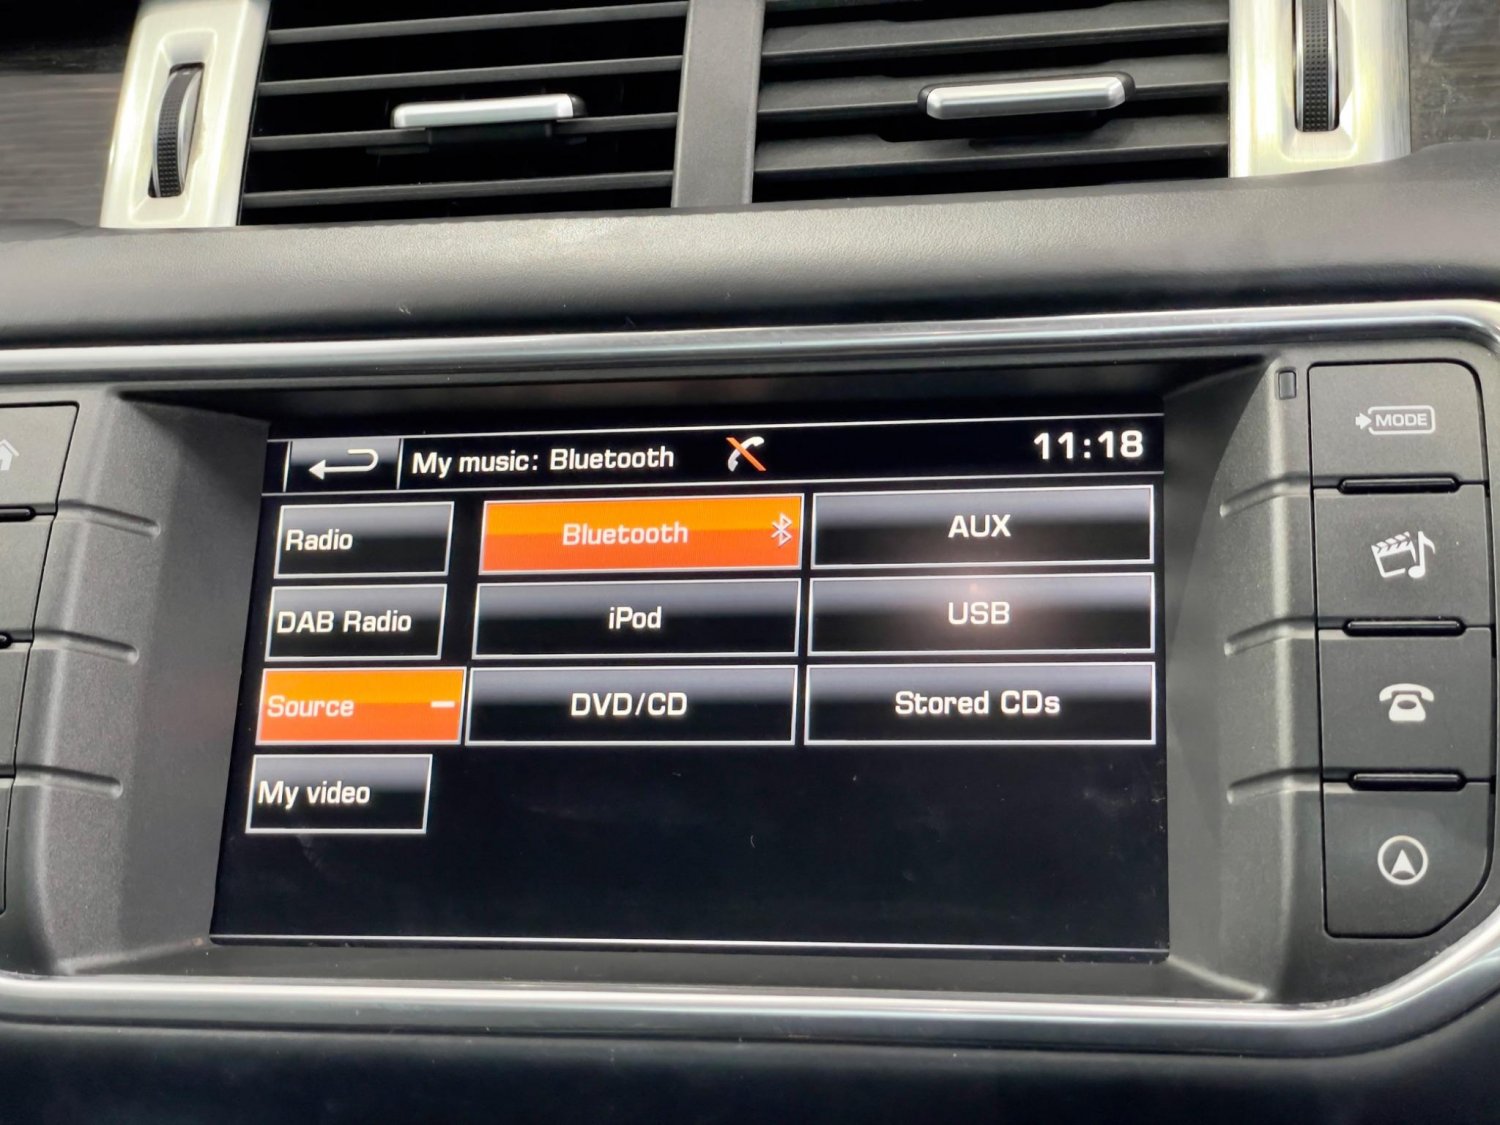 My music: Bluetooth
11:18
MODE
Radio
Bluetooth
AUX
DAB Radio
iPod
USB
Source
DVD/CD
Stored CDs
My video